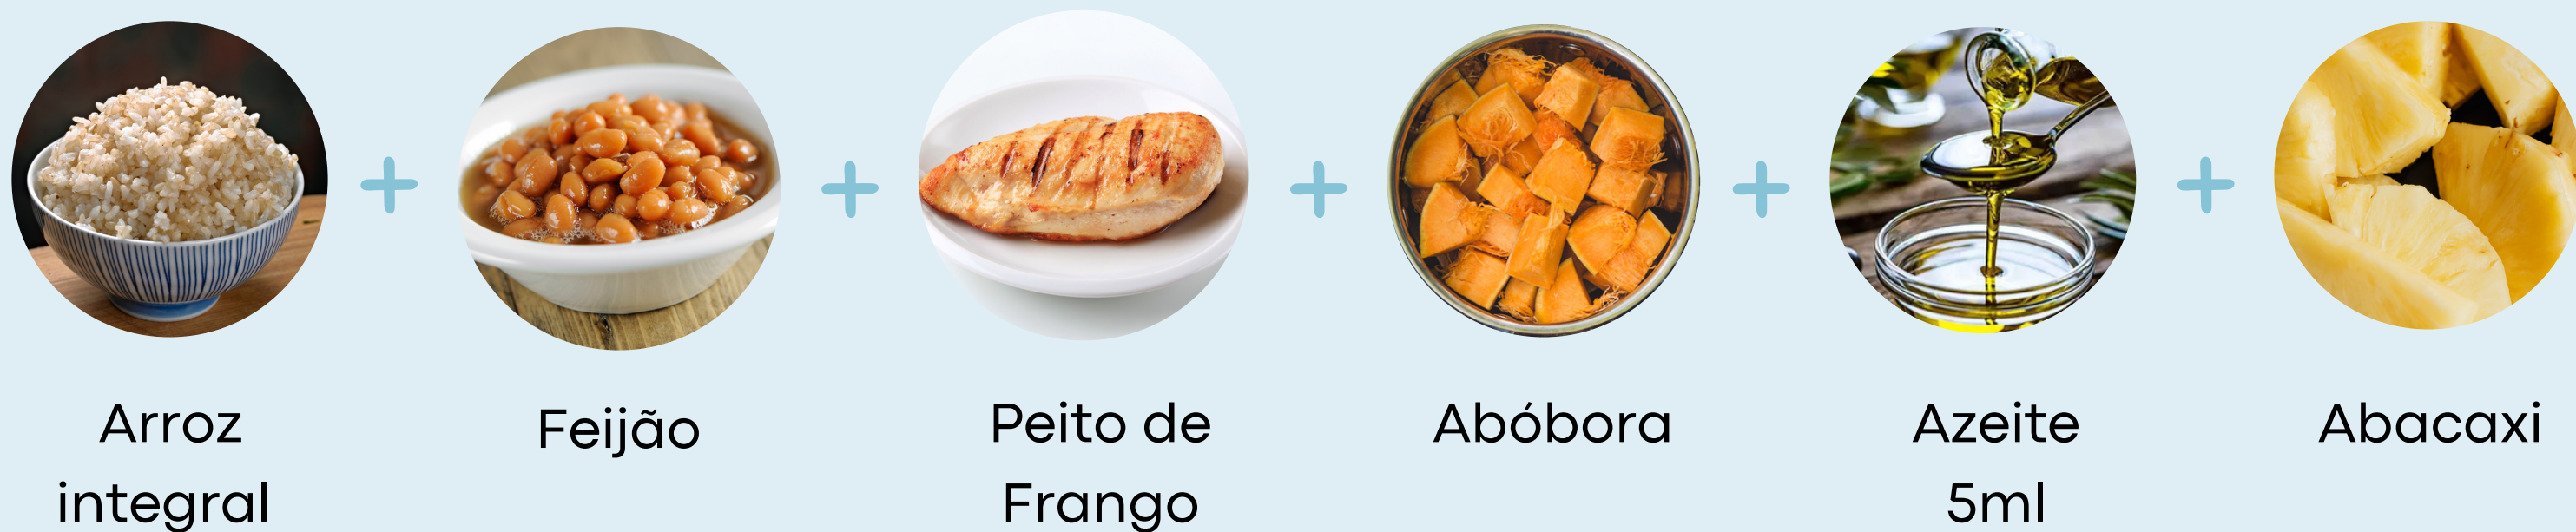 Arroz
integral
+
Feijão
+
Peito de
Frango
+
Abóbora
+
Azeite
5ml
+
Abacaxi